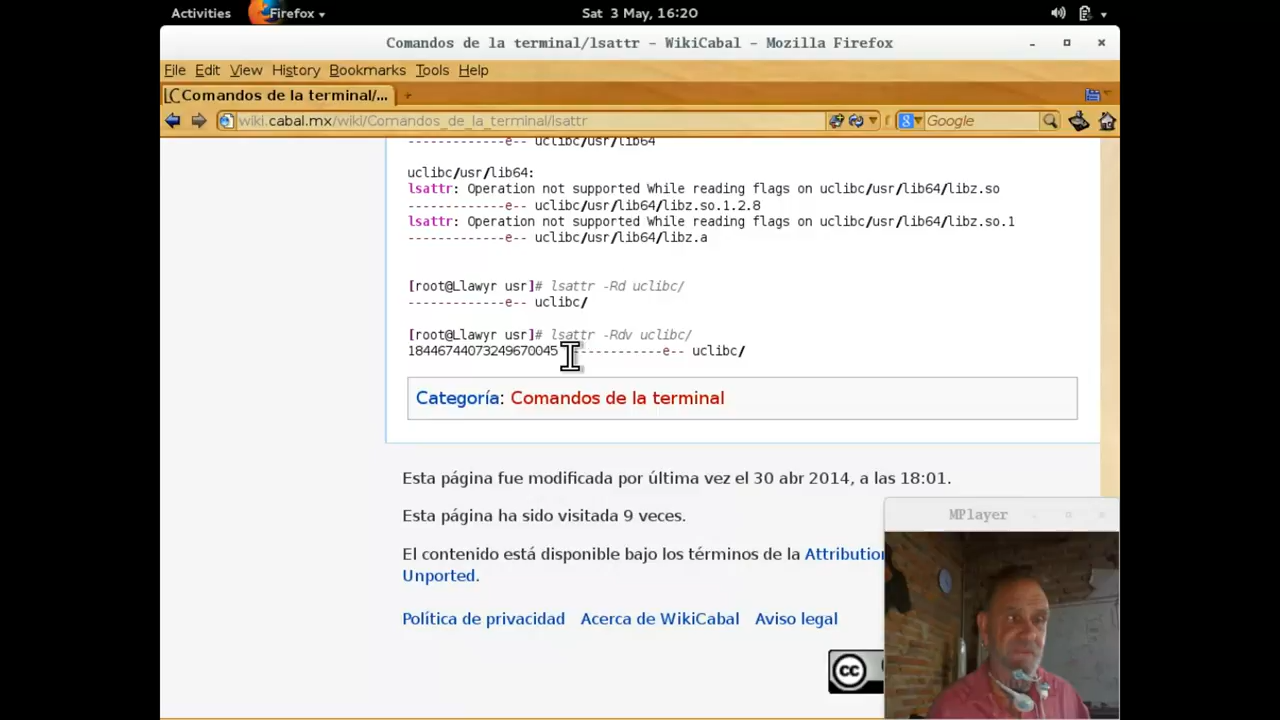 Activities Firefox Sat 3 May, 16:20
Comandos de la terminal/lsattr - WikiCabal - Mozilla Firefox
File Edit View History Bookmarks Tools Help
Comandos de la terminal/...
wiki.cabal.mx/wiki/Comandos_de_la_terminal/lsattr Google
-------------e-- uclibc/usr/lib64
uclibc/usr/lib64:
lsattr: Operation not supported While reading flags on uclibc/usr/lib64/libz.so
-------------e-- uclibc/usr/lib64/libz.so.1.2.8
lsattr: Operation not supported While reading flags on uclibc/usr/lib64/libz.so.1
-------------e-- uclibc/usr/lib64/libz.a
[root@Llawyr usr]# lsattr -Rd uclibc/
-------------e-- uclibc/
[root@Llawyr usr]# lsattr -Rdv uclibc/
18446744073249670045 -------------e-- uclibc/
Categoría: Comandos de la terminal
Esta página fue modificada por última vez el 30 abr 2014, a las 18:01.
Esta página ha sido visitada 9 veces.
El contenido está disponible bajo los términos de la Attribution
Unported.
Política de privacidad Acerca de WikiCabal Aviso legal
MPlayer
cc